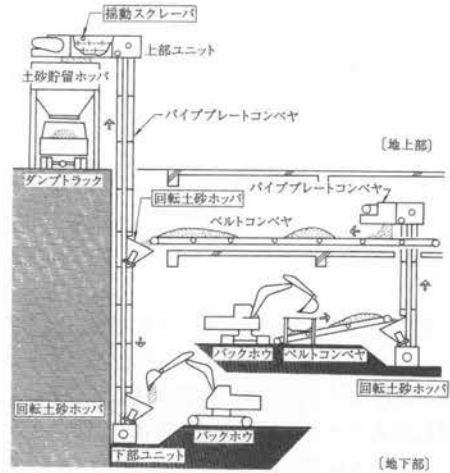 揺動スクレーパ
上部ユニット
土砂貯留ホッパ
パイププレートコンベヤ
〔地上部〕
ダンプトラック
パイププレートコンベヤ
回転土砂ホッパ
ベルトコンベヤ
バックホウ
ベルトコンベヤ
回転土砂ホッパ
回転土砂ホッパ
バックホウ
下部ユニット
〔地下部〕